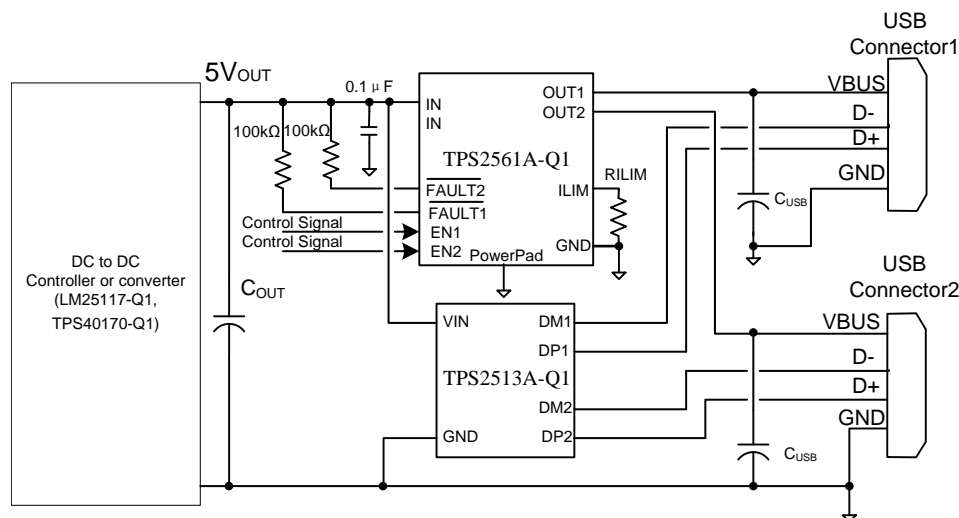 USB
Connector1
5VOUT
0.1 μF
IN
IN
OUT1
OUT2
VBUS
D-
D+
GND
100kΩ
100kΩ
TPS2561A-Q1
RILIM
ILIM
FAULT2
FAULT1
Control Signal
EN1
Control Signal
EN2
GND
PowerPad
CUSB
DC to DC
Controller or converter
(LM25117-Q1,
TPS40170-Q1)
COUT
USB
Connector2
VIN
DM1
DP1
TPS2513A-Q1
DM2
GND
DP2
VBUS
D-
D+
GND
CUSB